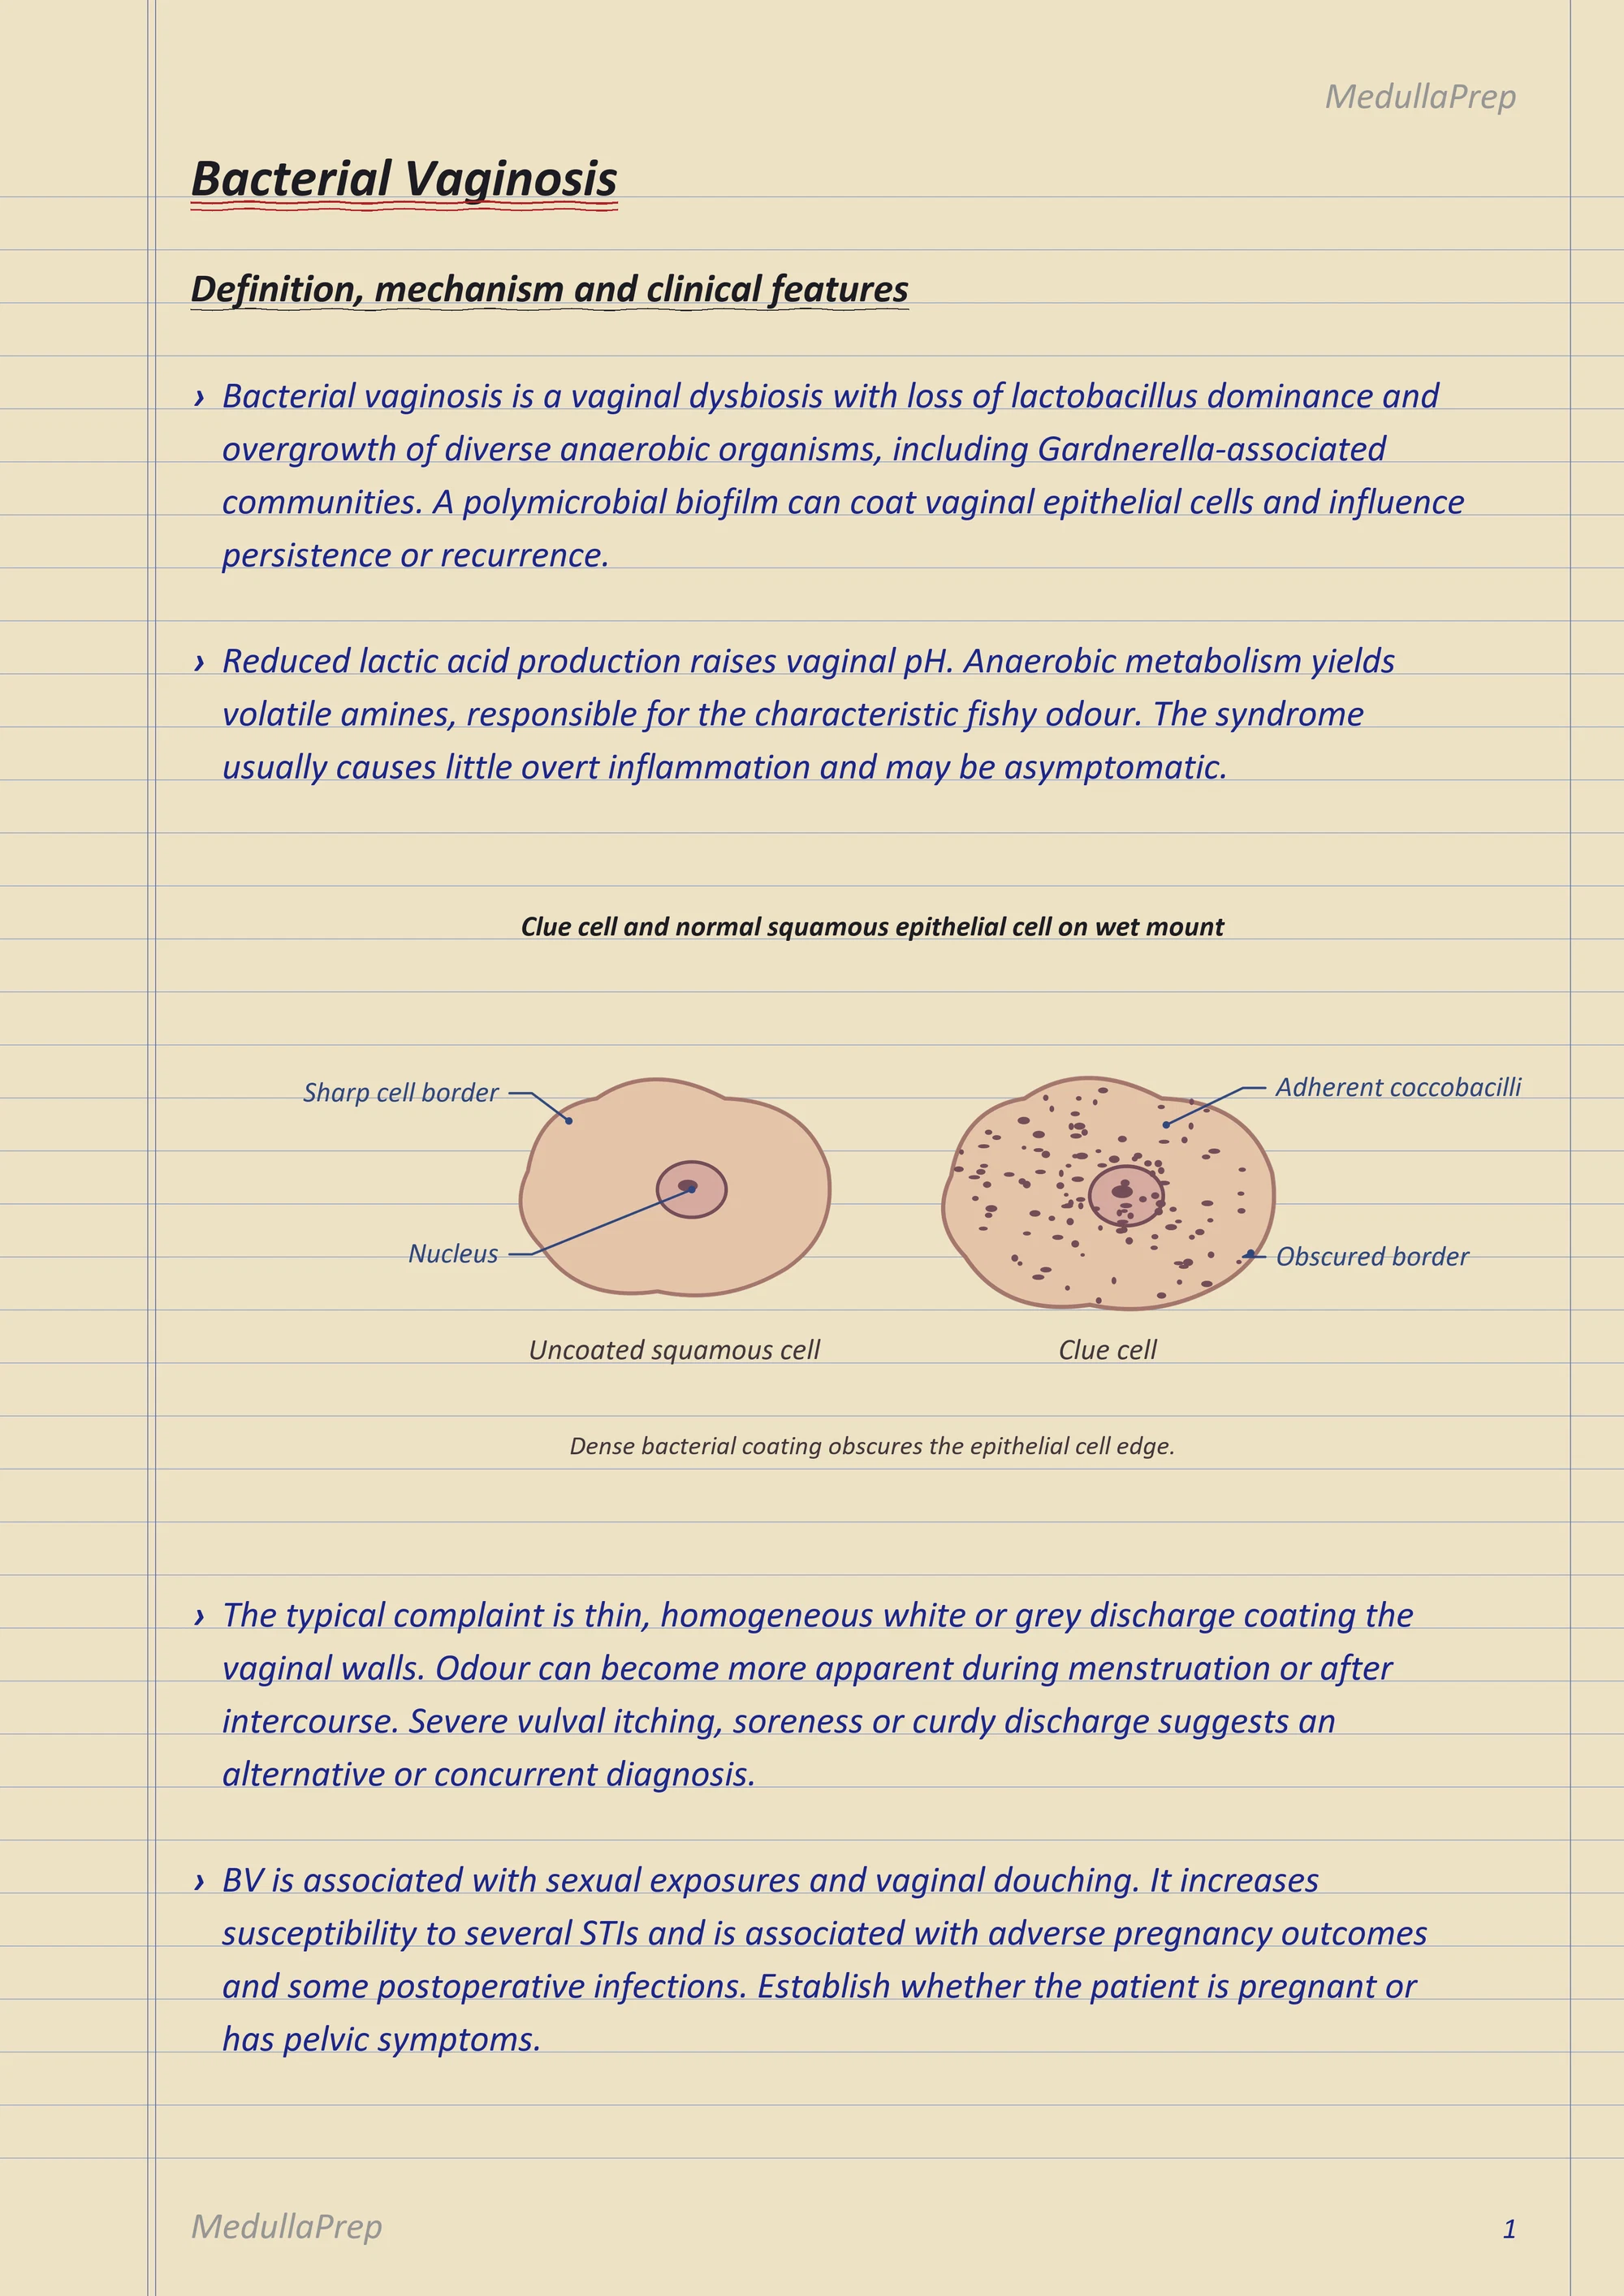 MedullaPrep
Bacterial Vaginosis
Definition, mechanism and clinical features
› Bacterial vaginosis is a vaginal dysbiosis with loss of lactobacillus dominance and
overgrowth of diverse anaerobic organisms, including Gardnerella-associated
communities. A polymicrobial biofilm can coat vaginal epithelial cells and influence
persistence or recurrence.
› Reduced lactic acid production raises vaginal pH. Anaerobic metabolism yields
volatile amines, responsible for the characteristic fishy odour. The syndrome
usually causes little overt inflammation and may be asymptomatic.
Clue cell and normal squamous epithelial cell on wet mount
Sharp cell border
Adherent coccobacilli
Nucleus
Obscured border
Uncoated squamous cell
Clue cell
Dense bacterial coating obscures the epithelial cell edge.
› The typical complaint is thin, homogeneous white or grey discharge coating the
vaginal walls. Odour can become more apparent during menstruation or after
intercourse. Severe vulval itching, soreness or curdy discharge suggests an
alternative or concurrent diagnosis.
› BV is associated with sexual exposures and vaginal douching. It increases
susceptibility to several STIs and is associated with adverse pregnancy outcomes
and some postoperative infections. Establish whether the patient is pregnant or
has pelvic symptoms.
MedullaPrep
1